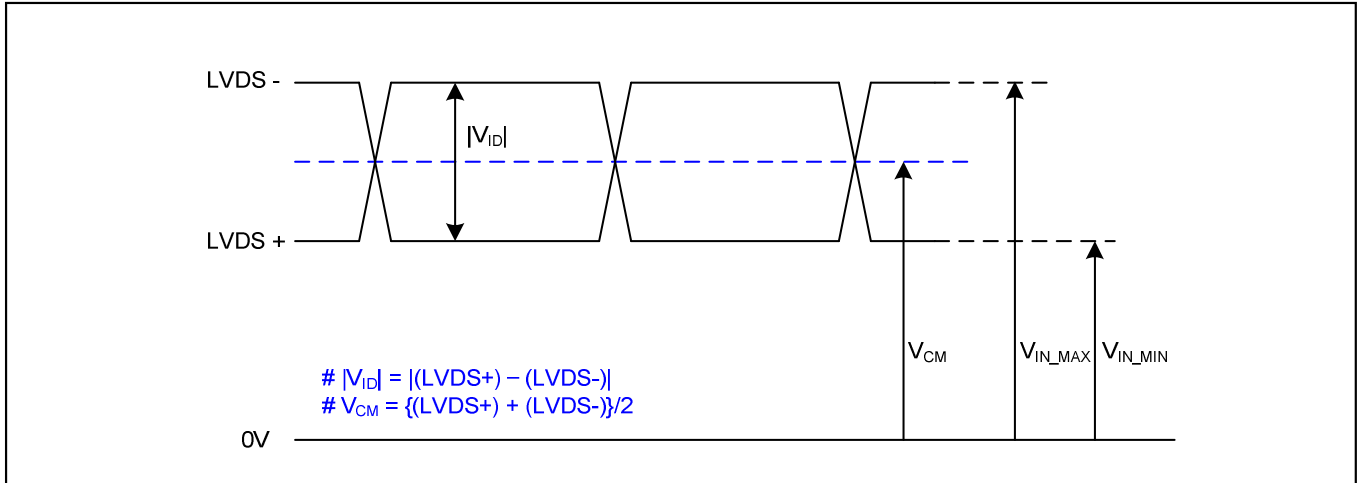 LVDS -
|VID|
LVDS +
VCM
VIN_MAX
VIN_MIN
# |VID| = |(LVDS+) – (LVDS-)|
# VCM = {(LVDS+) + (LVDS-)}/2
0V